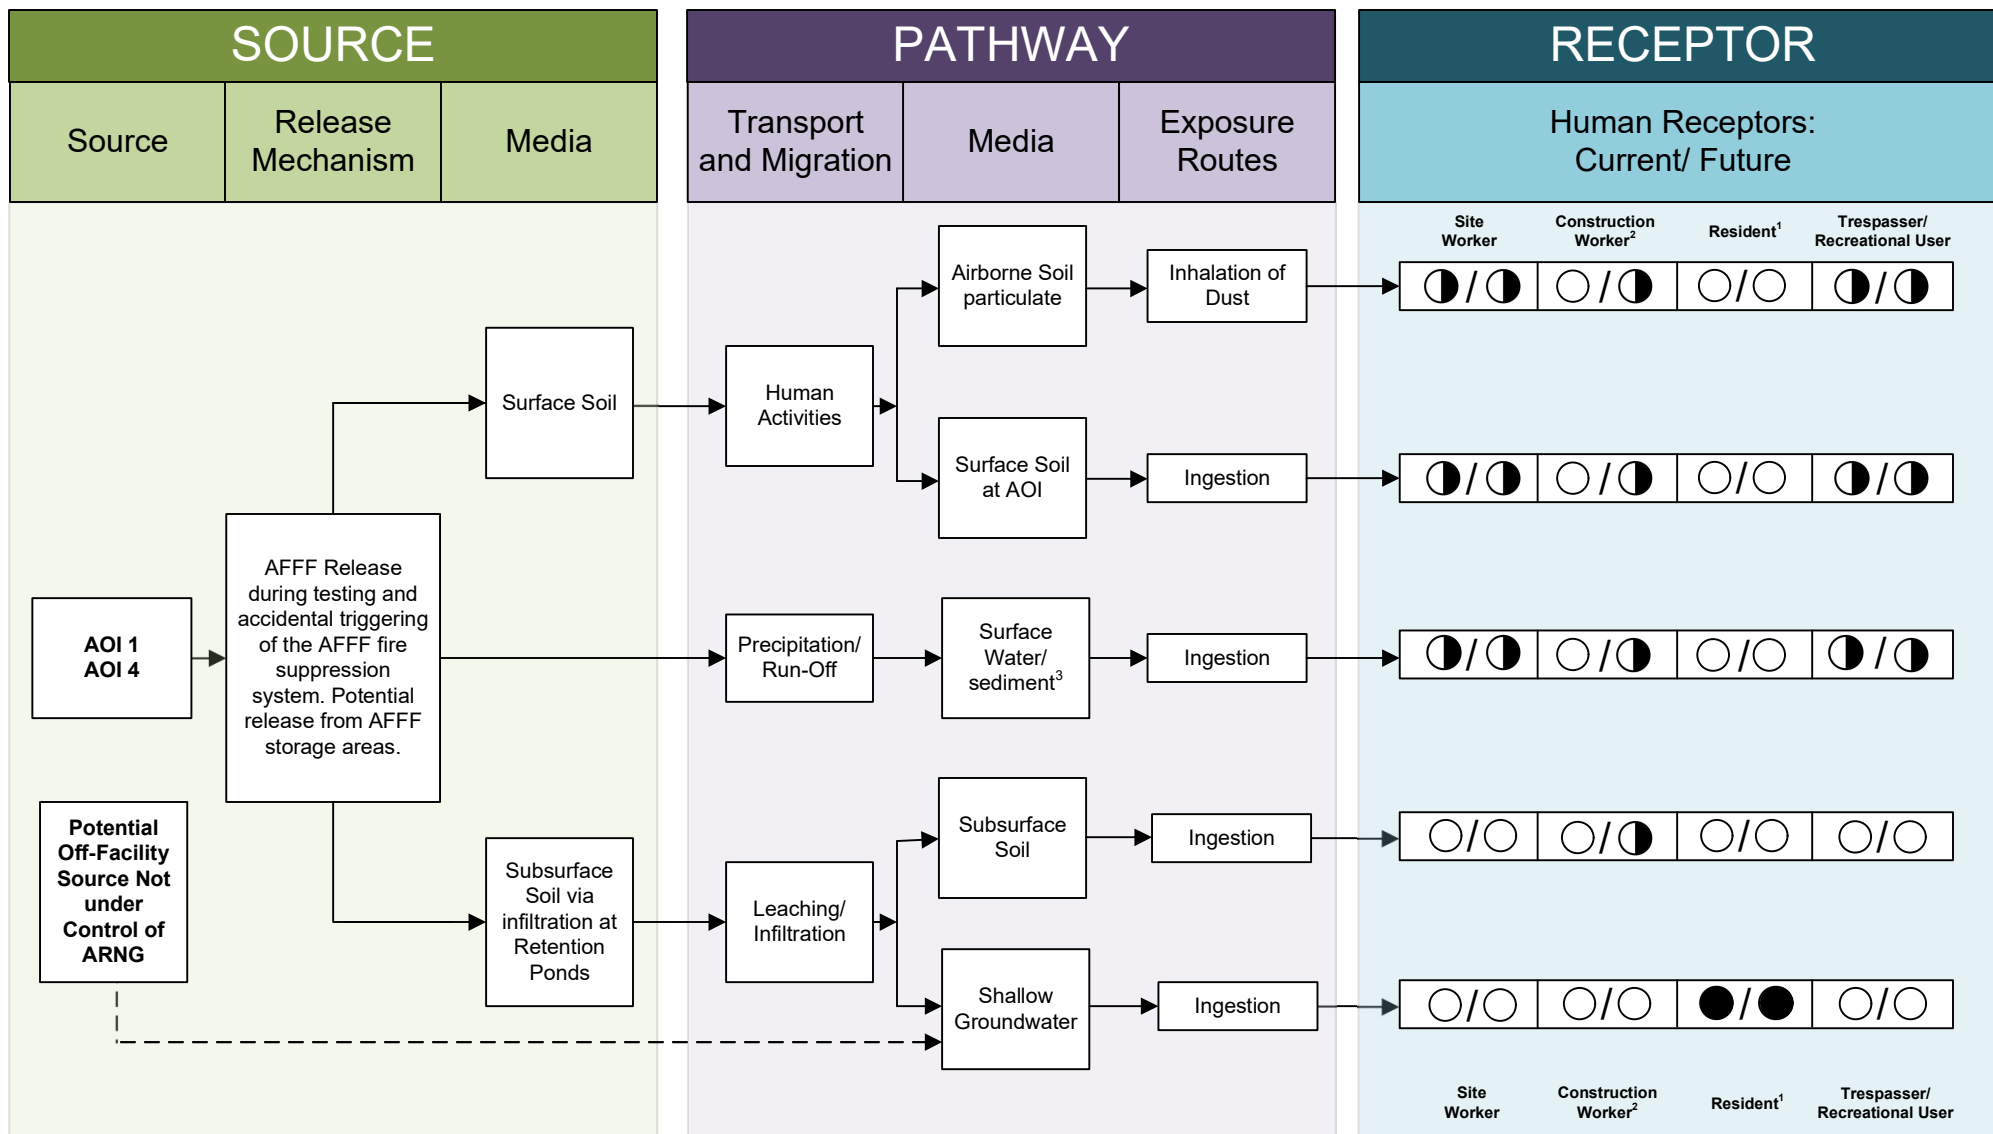 SOURCE
PATHWAY
RECEPTOR
Source
Release
Mechanism
Media
Transport
and Migration
Media
Exposure
Routes
Human Receptors:
Current/ Future
Site
Worker
Construction
Worker²
Resident¹
Trespasser/
Recreational User
Airborne Soil
particulate
Inhalation of
Dust
/
/
/
/
Surface Soil
Human
Activities
Surface Soil
at AOI
Ingestion
/
/
/
/
AOI 1
AOI 4
AFFF Release
during testing and
accidental triggering
of the AFFF fire
suppression
system. Potential
release from AFFF
storage areas.
Precipitation/
Run-Off
Surface
Water/
sediment³
Ingestion
/
/
/
/
Potential
Off-Facility
Source Not
under
Control of
ARNG
Subsurface
Soil via
infiltration at
Retention
Ponds
Leaching/
Infiltration
Subsurface
Soil
Ingestion
/
/
/
/
Shallow
Groundwater
Ingestion
/
/
/
/
Site
Worker
Construction
Worker²
Resident¹
Trespasser/
Recreational User